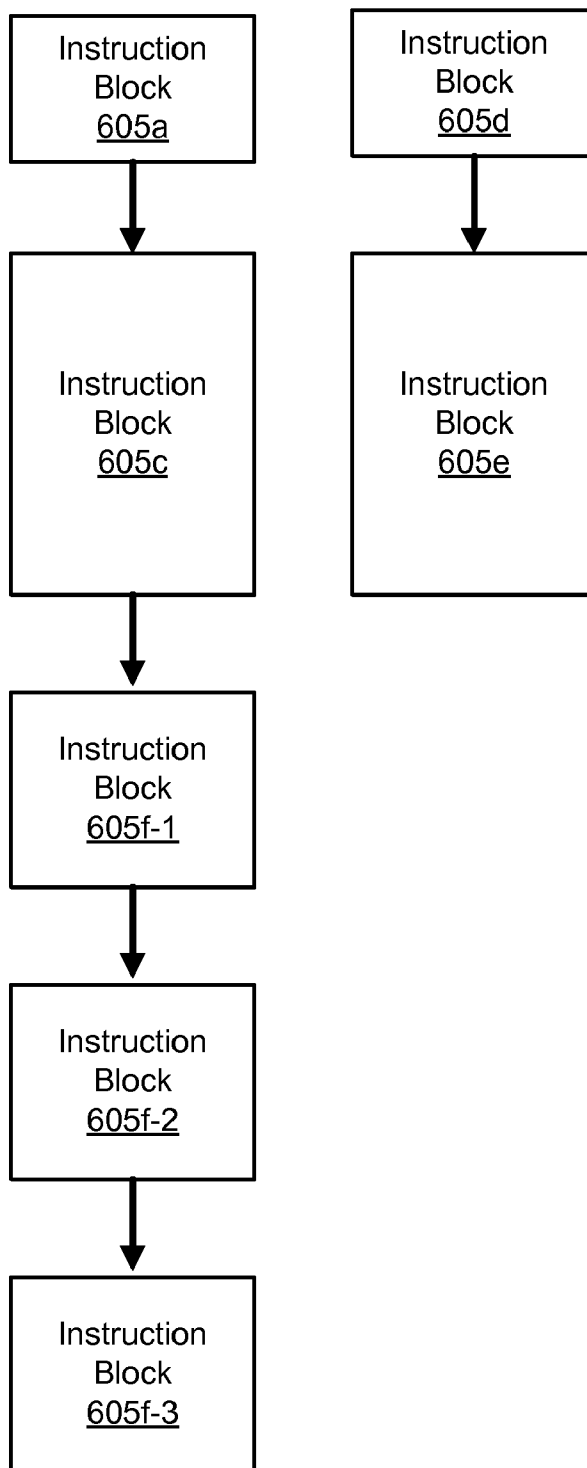 Instruction
Block
605a
Instruction
Block
605c
Instruction
Block
605f-1
Instruction
Block
605f-2
Instruction
Block
605f-3
Instruction
Block
605d
Instruction
Block
605e